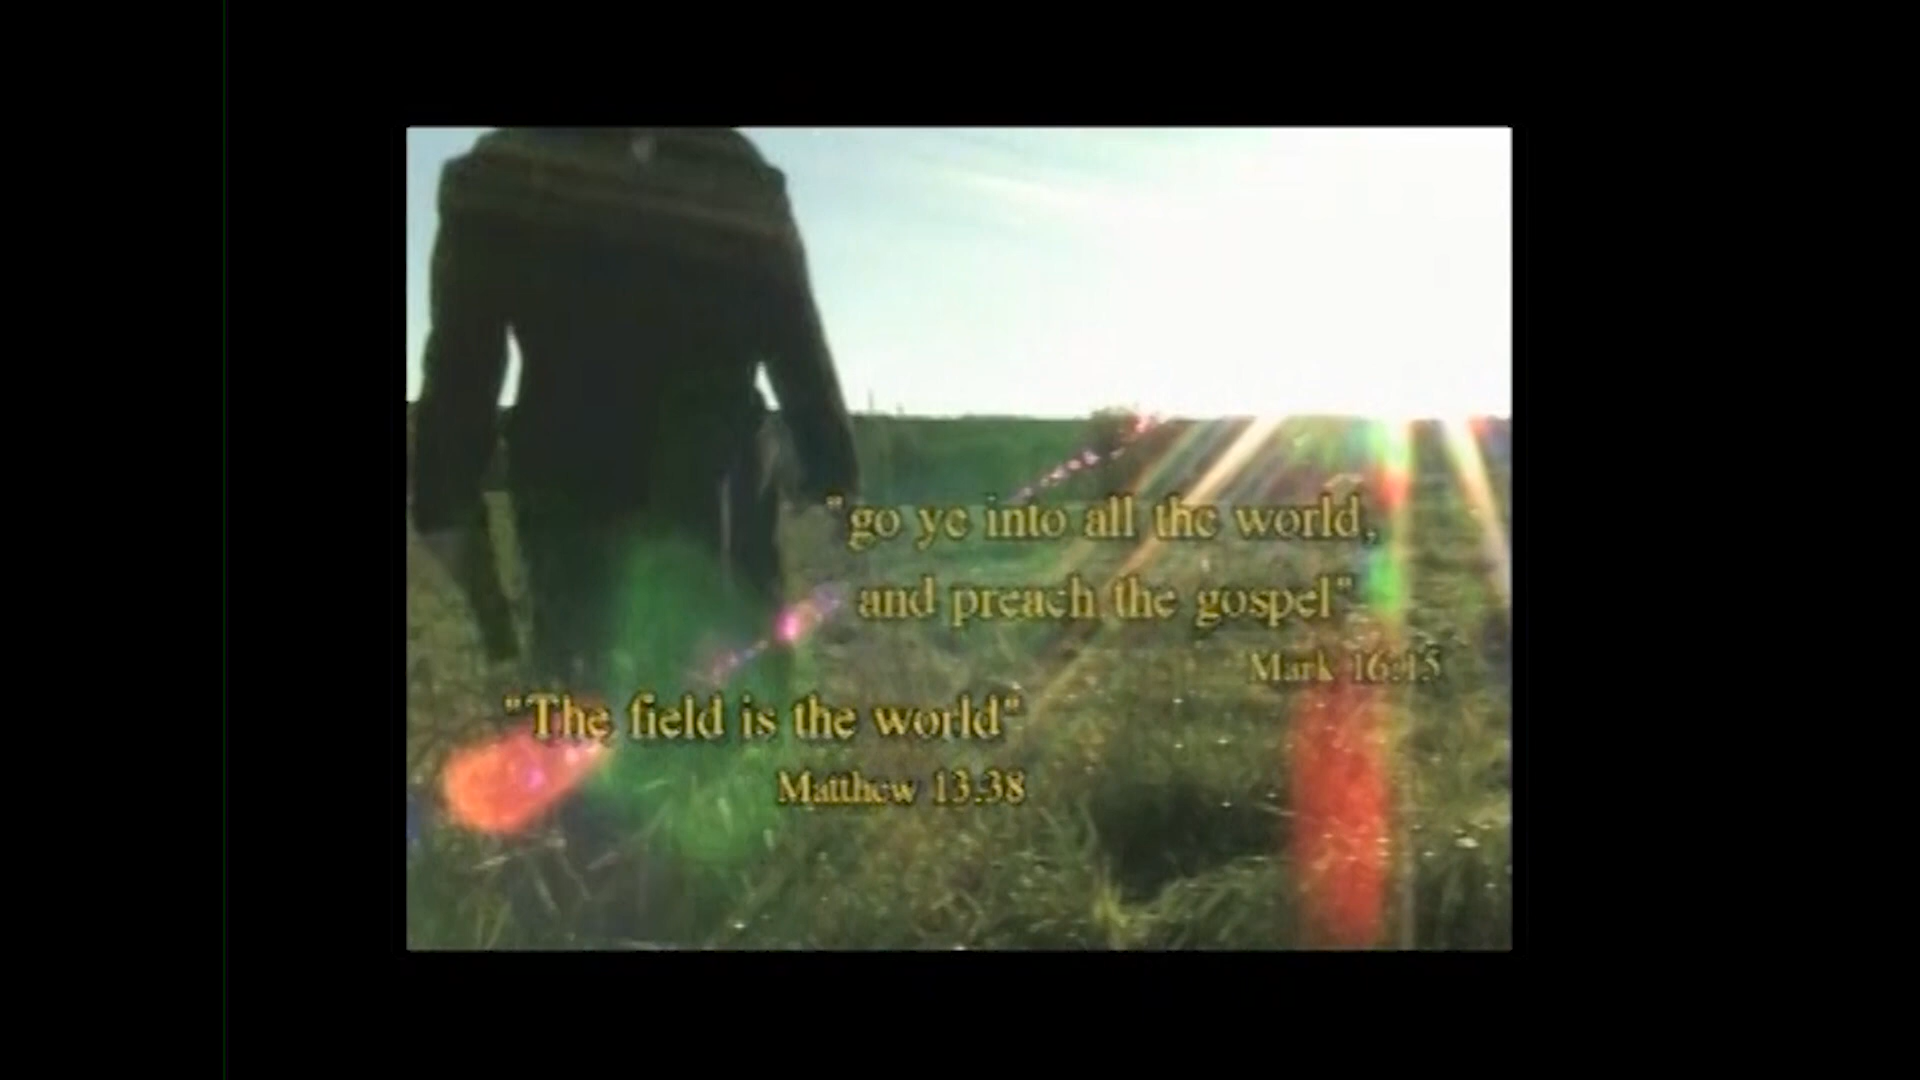 "go ye into all the world,
and preach the gospel"
Mark 16:15
"The field is the world"
Matthew 13:38